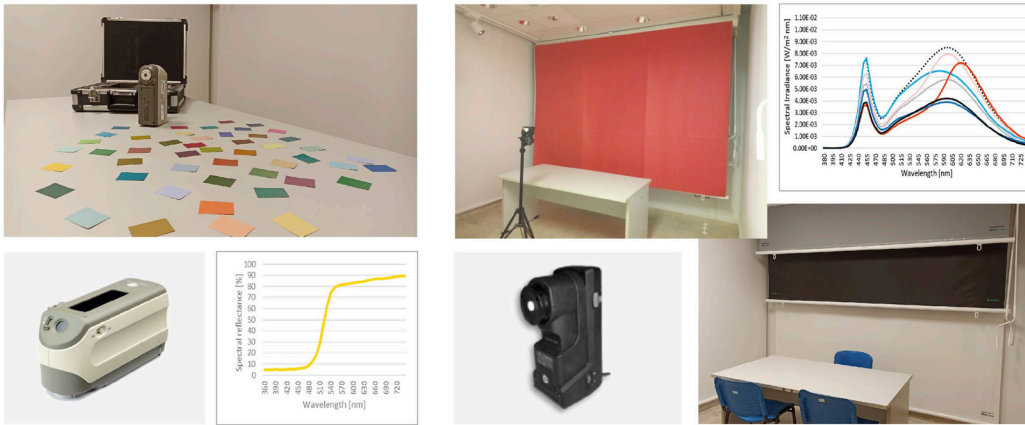 Spectral Irradiance [W/m² nm]
1.10E-02
1.00E-02
9.00E-03
8.00E-03
7.00E-03
6.00E-03
5.00E-03
4.00E-03
3.00E-03
2.00E-03
1.00E-03
0.00E+00
380 395 410 425 440 455 470 485 500 515 530 545 560 575 590 605 620 635 650 665 680 695 710 725
Wavelength [nm]
Spectral reflectance [%]
100
90
80
70
60
50
40
30
20
10
0
360 390 420 450 480 510 540 570 600 630 660 690 720
Wavelength [nm]